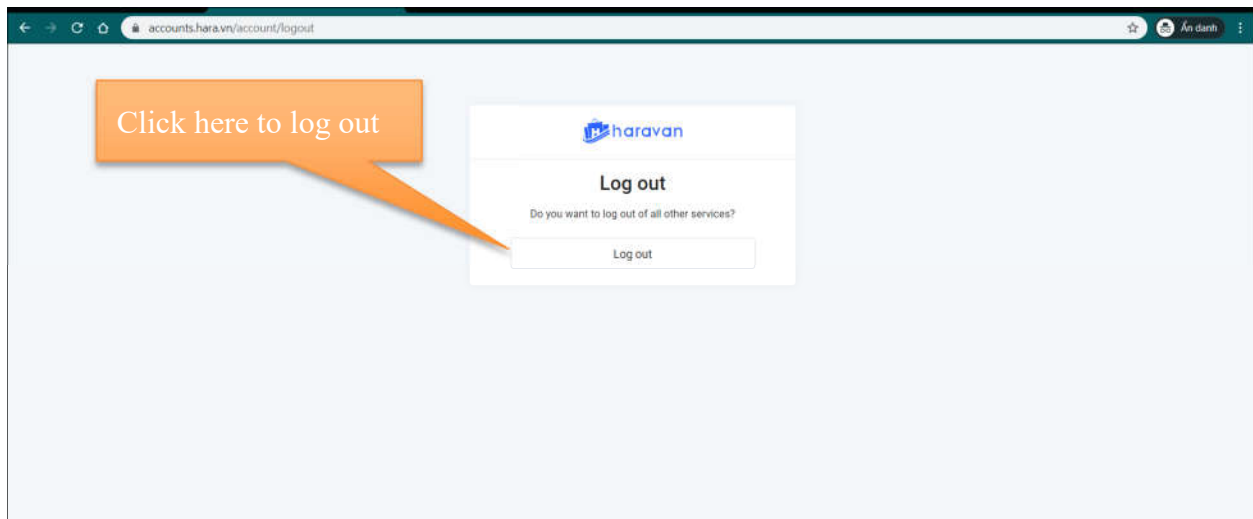 accounts.hara.vn/account/logout
Ẩn danh
Click here to log out
haravan
Log out
Do you want to log out of all other services?
Log out